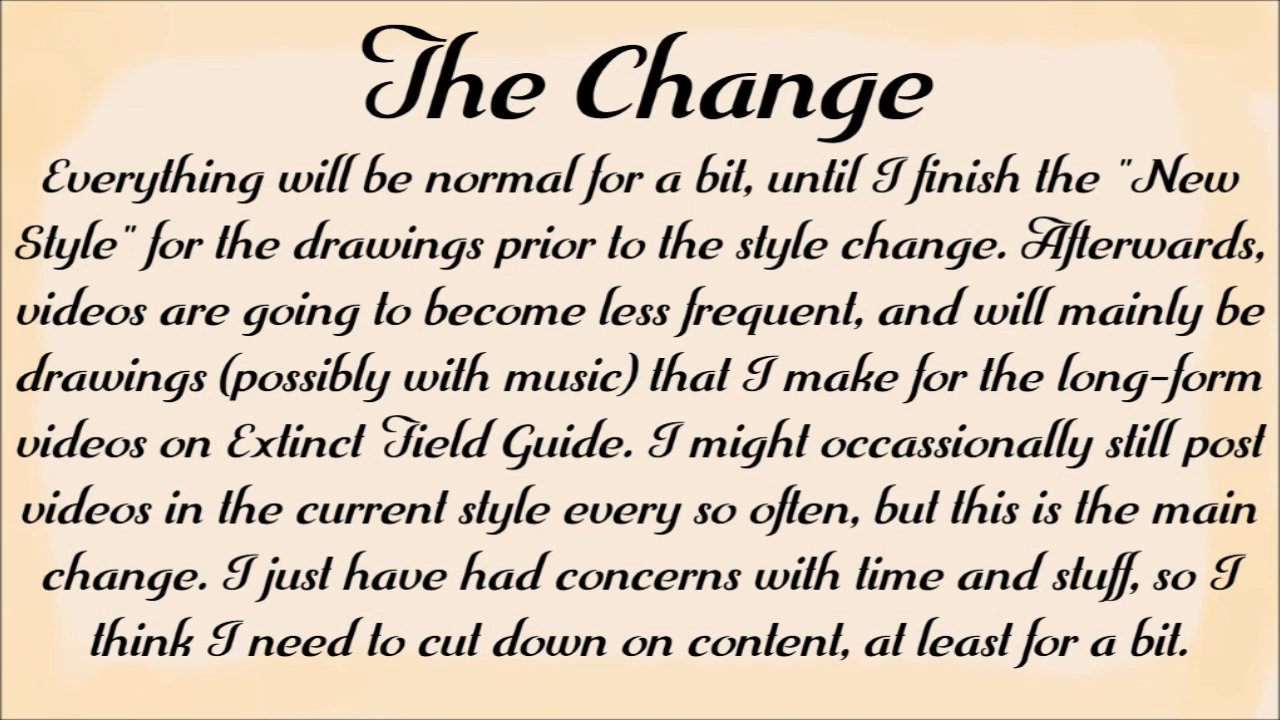 The Change
Everything will be normal for a bit, until I finish the "New
Style" for the drawings prior to the style change. Afterwards,
videos are going to become less frequent, and will mainly be
drawings (possibly with music) that I make for the long-form
videos on Extinct Field Guide. I might occassionally still post
videos in the current style every so often, but this is the main
change. I just have had concerns with time and stuff, so I
think I need to cut down on content, at least for a bit.